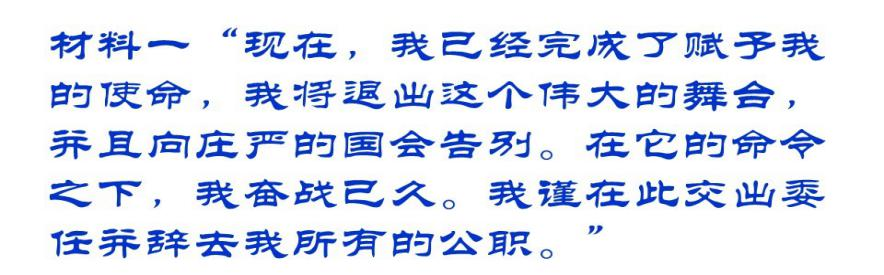 材料一“现在，我已经完成了赋予我
的使命，我将退出这个伟大的舞台，
并且向庄严的国会告别。在它的命令
之下，我奋战已久。我谨在此交出委
任并辞去我所有的公职。”